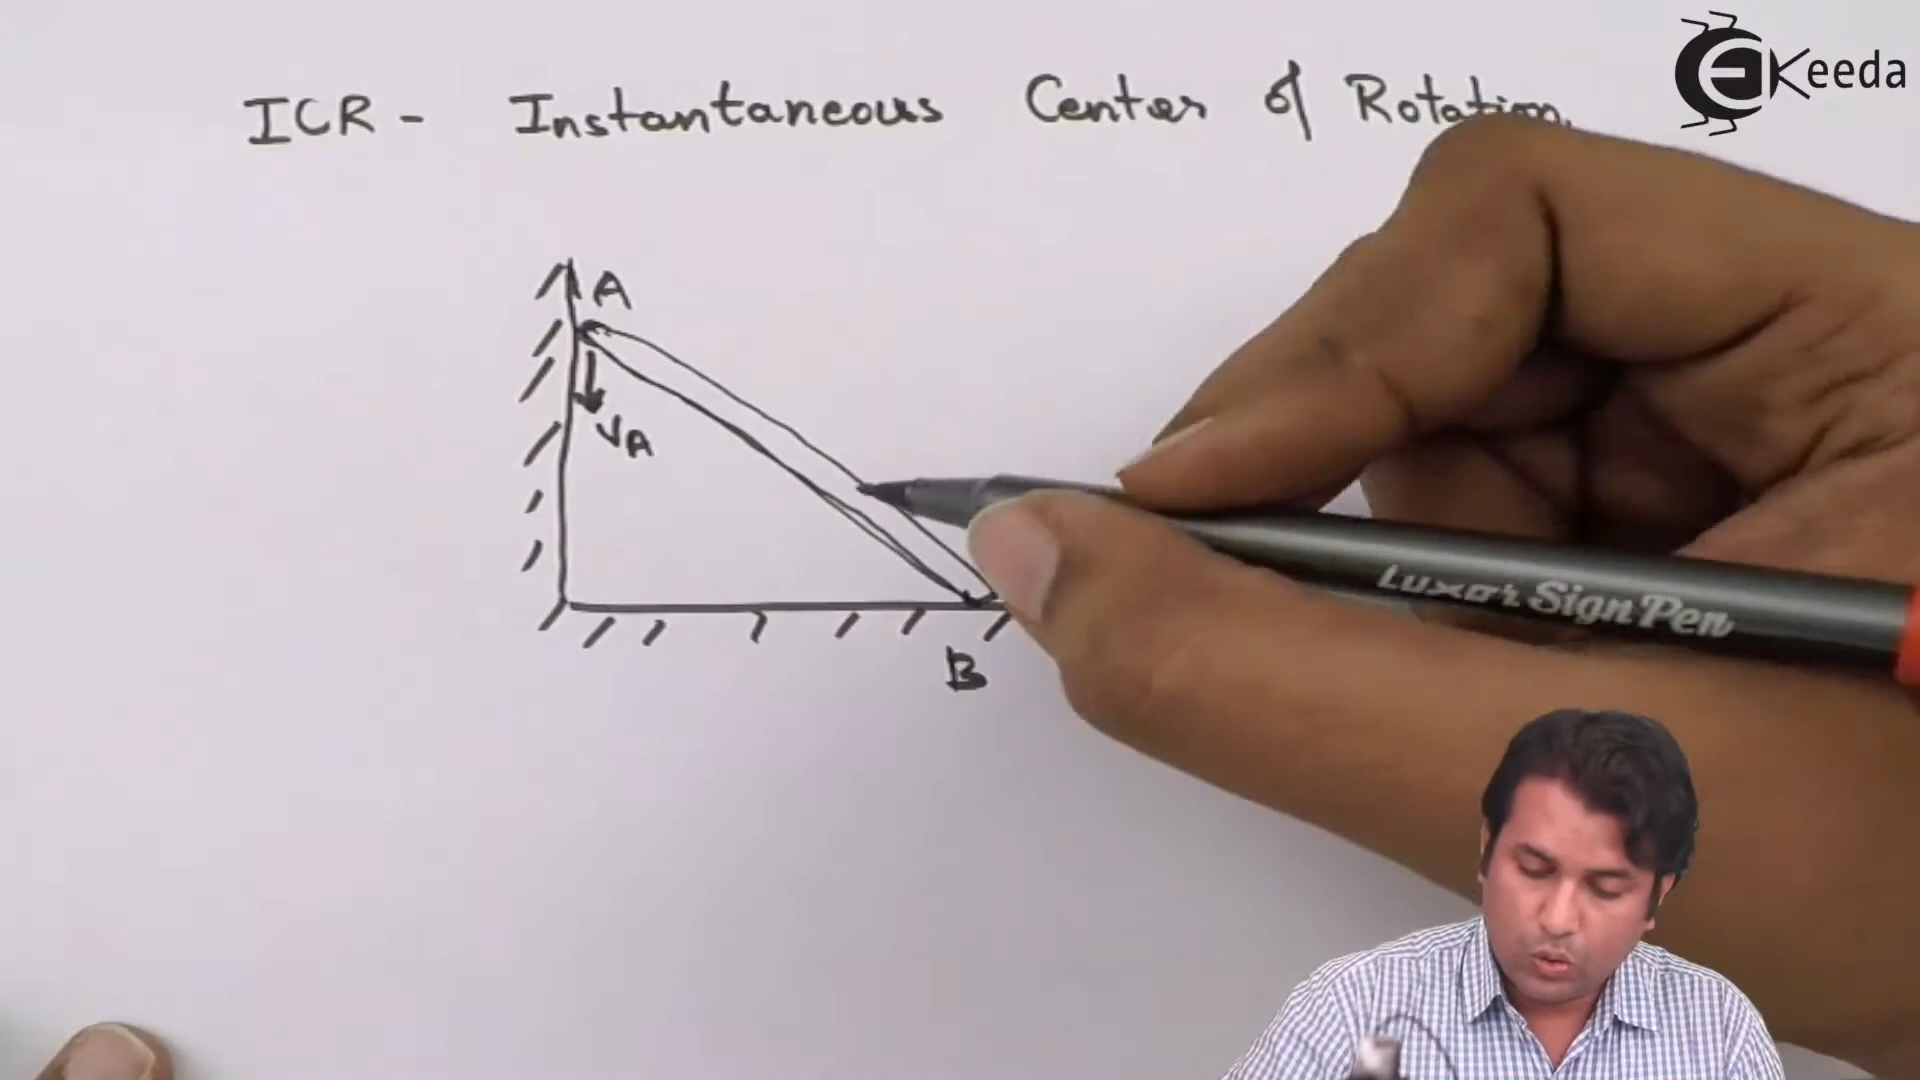 ICR - Instantaneous Center of Rotation.
Keeda
A
VA
B
Luxor Sign Pen